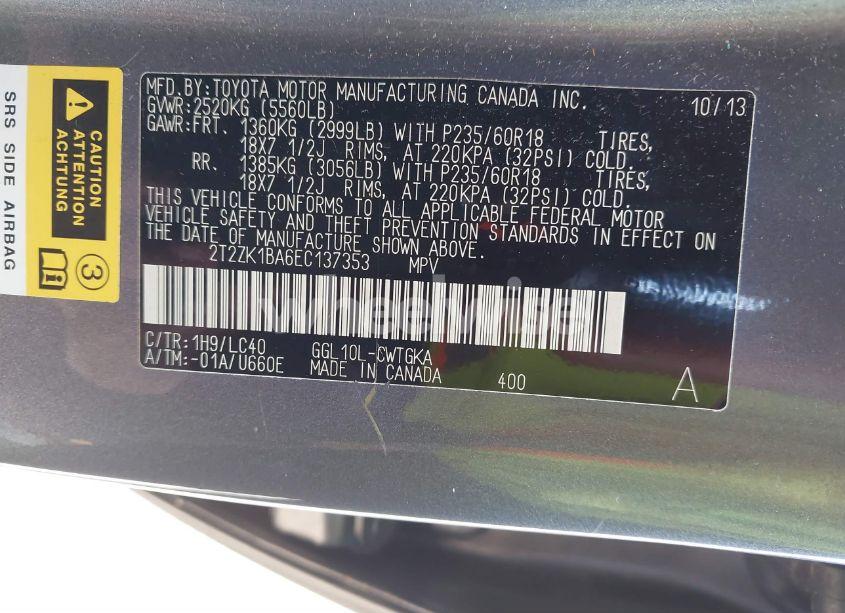 SRS SIDE AIRBAG
CAUTION
ATTENTION
ACHTUNG
i
3
MFD.BY:TOYOTA MOTOR MANUFACTURING CANADA INC. 10/13
GVWR:2520KG (5560LB)
GAWR:FRT. 1360KG (2999LB) WITH P235/60R18 TIRES,
18X7 1/2J RIMS, AT 220KPA (32PSI) COLD.
RR. 1385KG (3056LB) WITH P235/60R18 TIRES,
18X7 1/2J RIMS, AT 220KPA (32PSI) COLD.
THIS VEHICLE CONFORMS TO ALL APPLICABLE FEDERAL MOTOR
VEHICLE SAFETY AND THEFT PREVENTION STANDARDS IN EFFECT ON
THE DATE OF MANUFACTURE SHOWN ABOVE.
2T2ZK1BA6EC137353 MPV
wheelwise
C/TR:1H9/LC40 GGL10L-CWTGKA
A/TM:-01A/U660E MADE IN CANADA 400 A